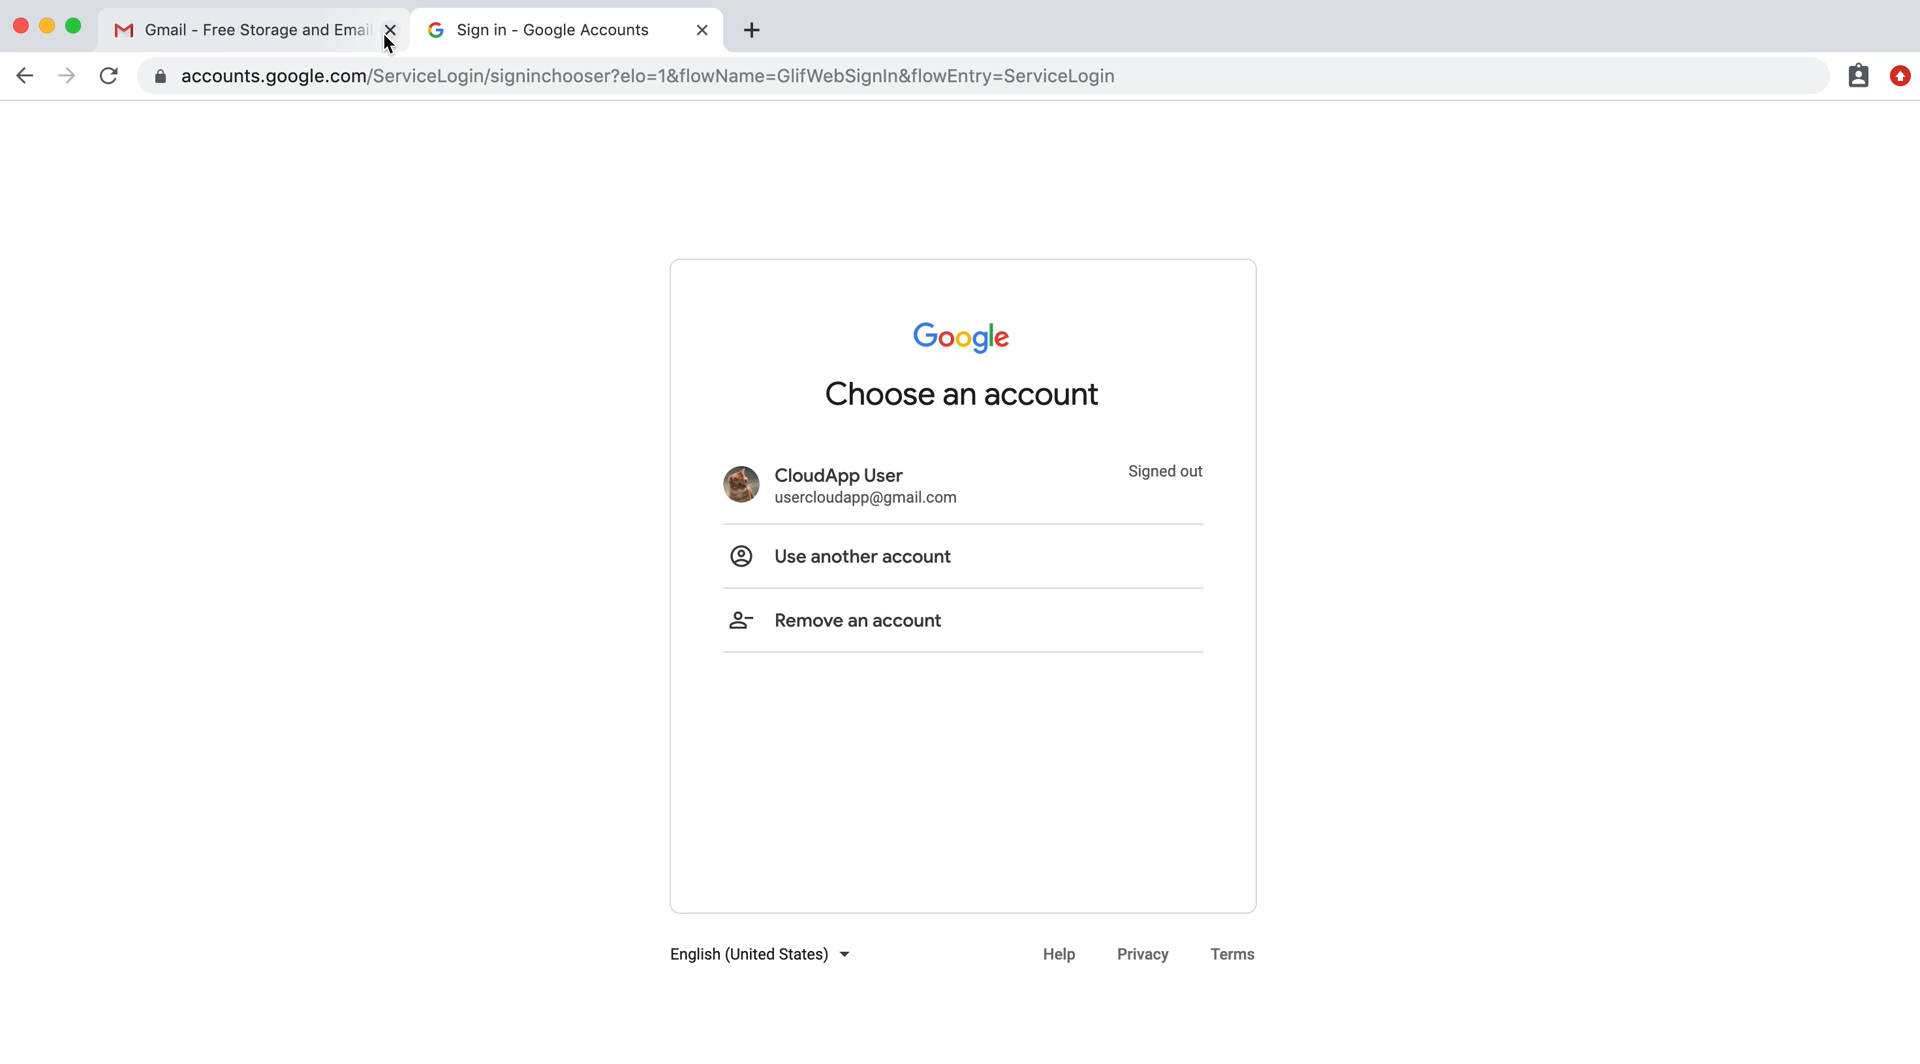 Gmail - Free Storage and Email
Sign in - Google Accounts
accounts.google.com/ServiceLogin/signinchooser?elo=1&flowName=GlifWebSignIn&flowEntry=ServiceLogin
Google
Choose an account
CloudApp User
Signed out
usercloudapp@gmail.com
Use another account
Remove an account
English (United States)
Help
Privacy
Terms